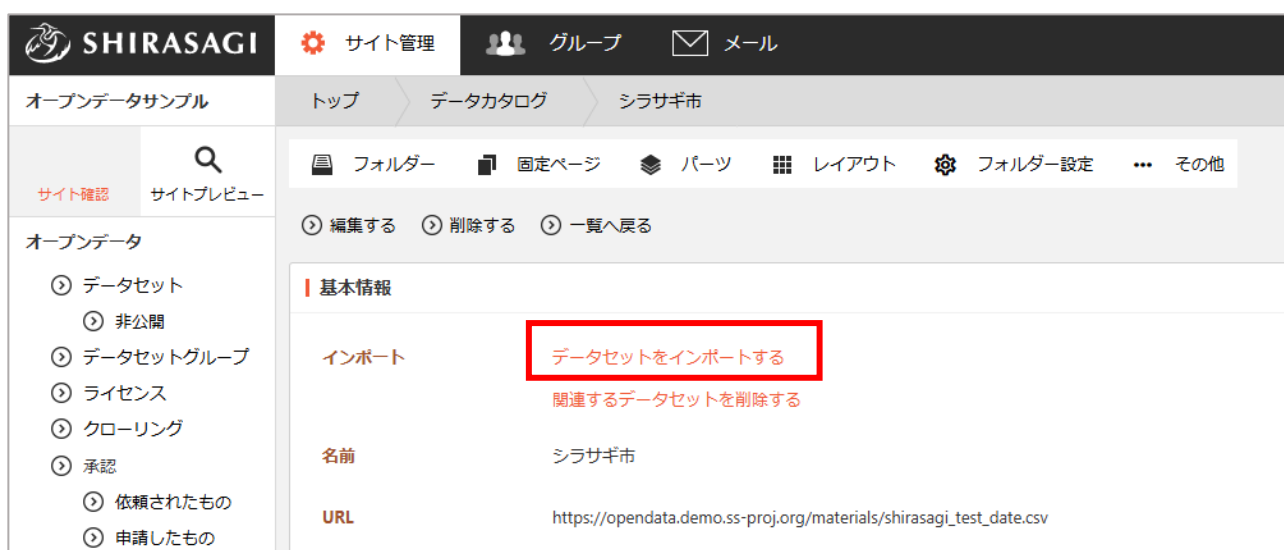 SHIRASAGI サイト管理 グループ メール
オープンデータサンプル トップ データカタログ シラサギ市
サイト確認 サイトプレビュー
フォルダー 固定ページ パーツ レイアウト フォルダー設定 その他
編集する 削除する 一覧へ戻る
オープンデータ
データセット
非公開
データセットグループ
ライセンス
クローリング
承認
依頼されたもの
申請したもの
基本情報
インポート データセットをインポートする
関連するデータセットを削除する
名前 シラサギ市
URL https://opendata.demo.ss-proj.org/materials/shirasagi_test_date.csv